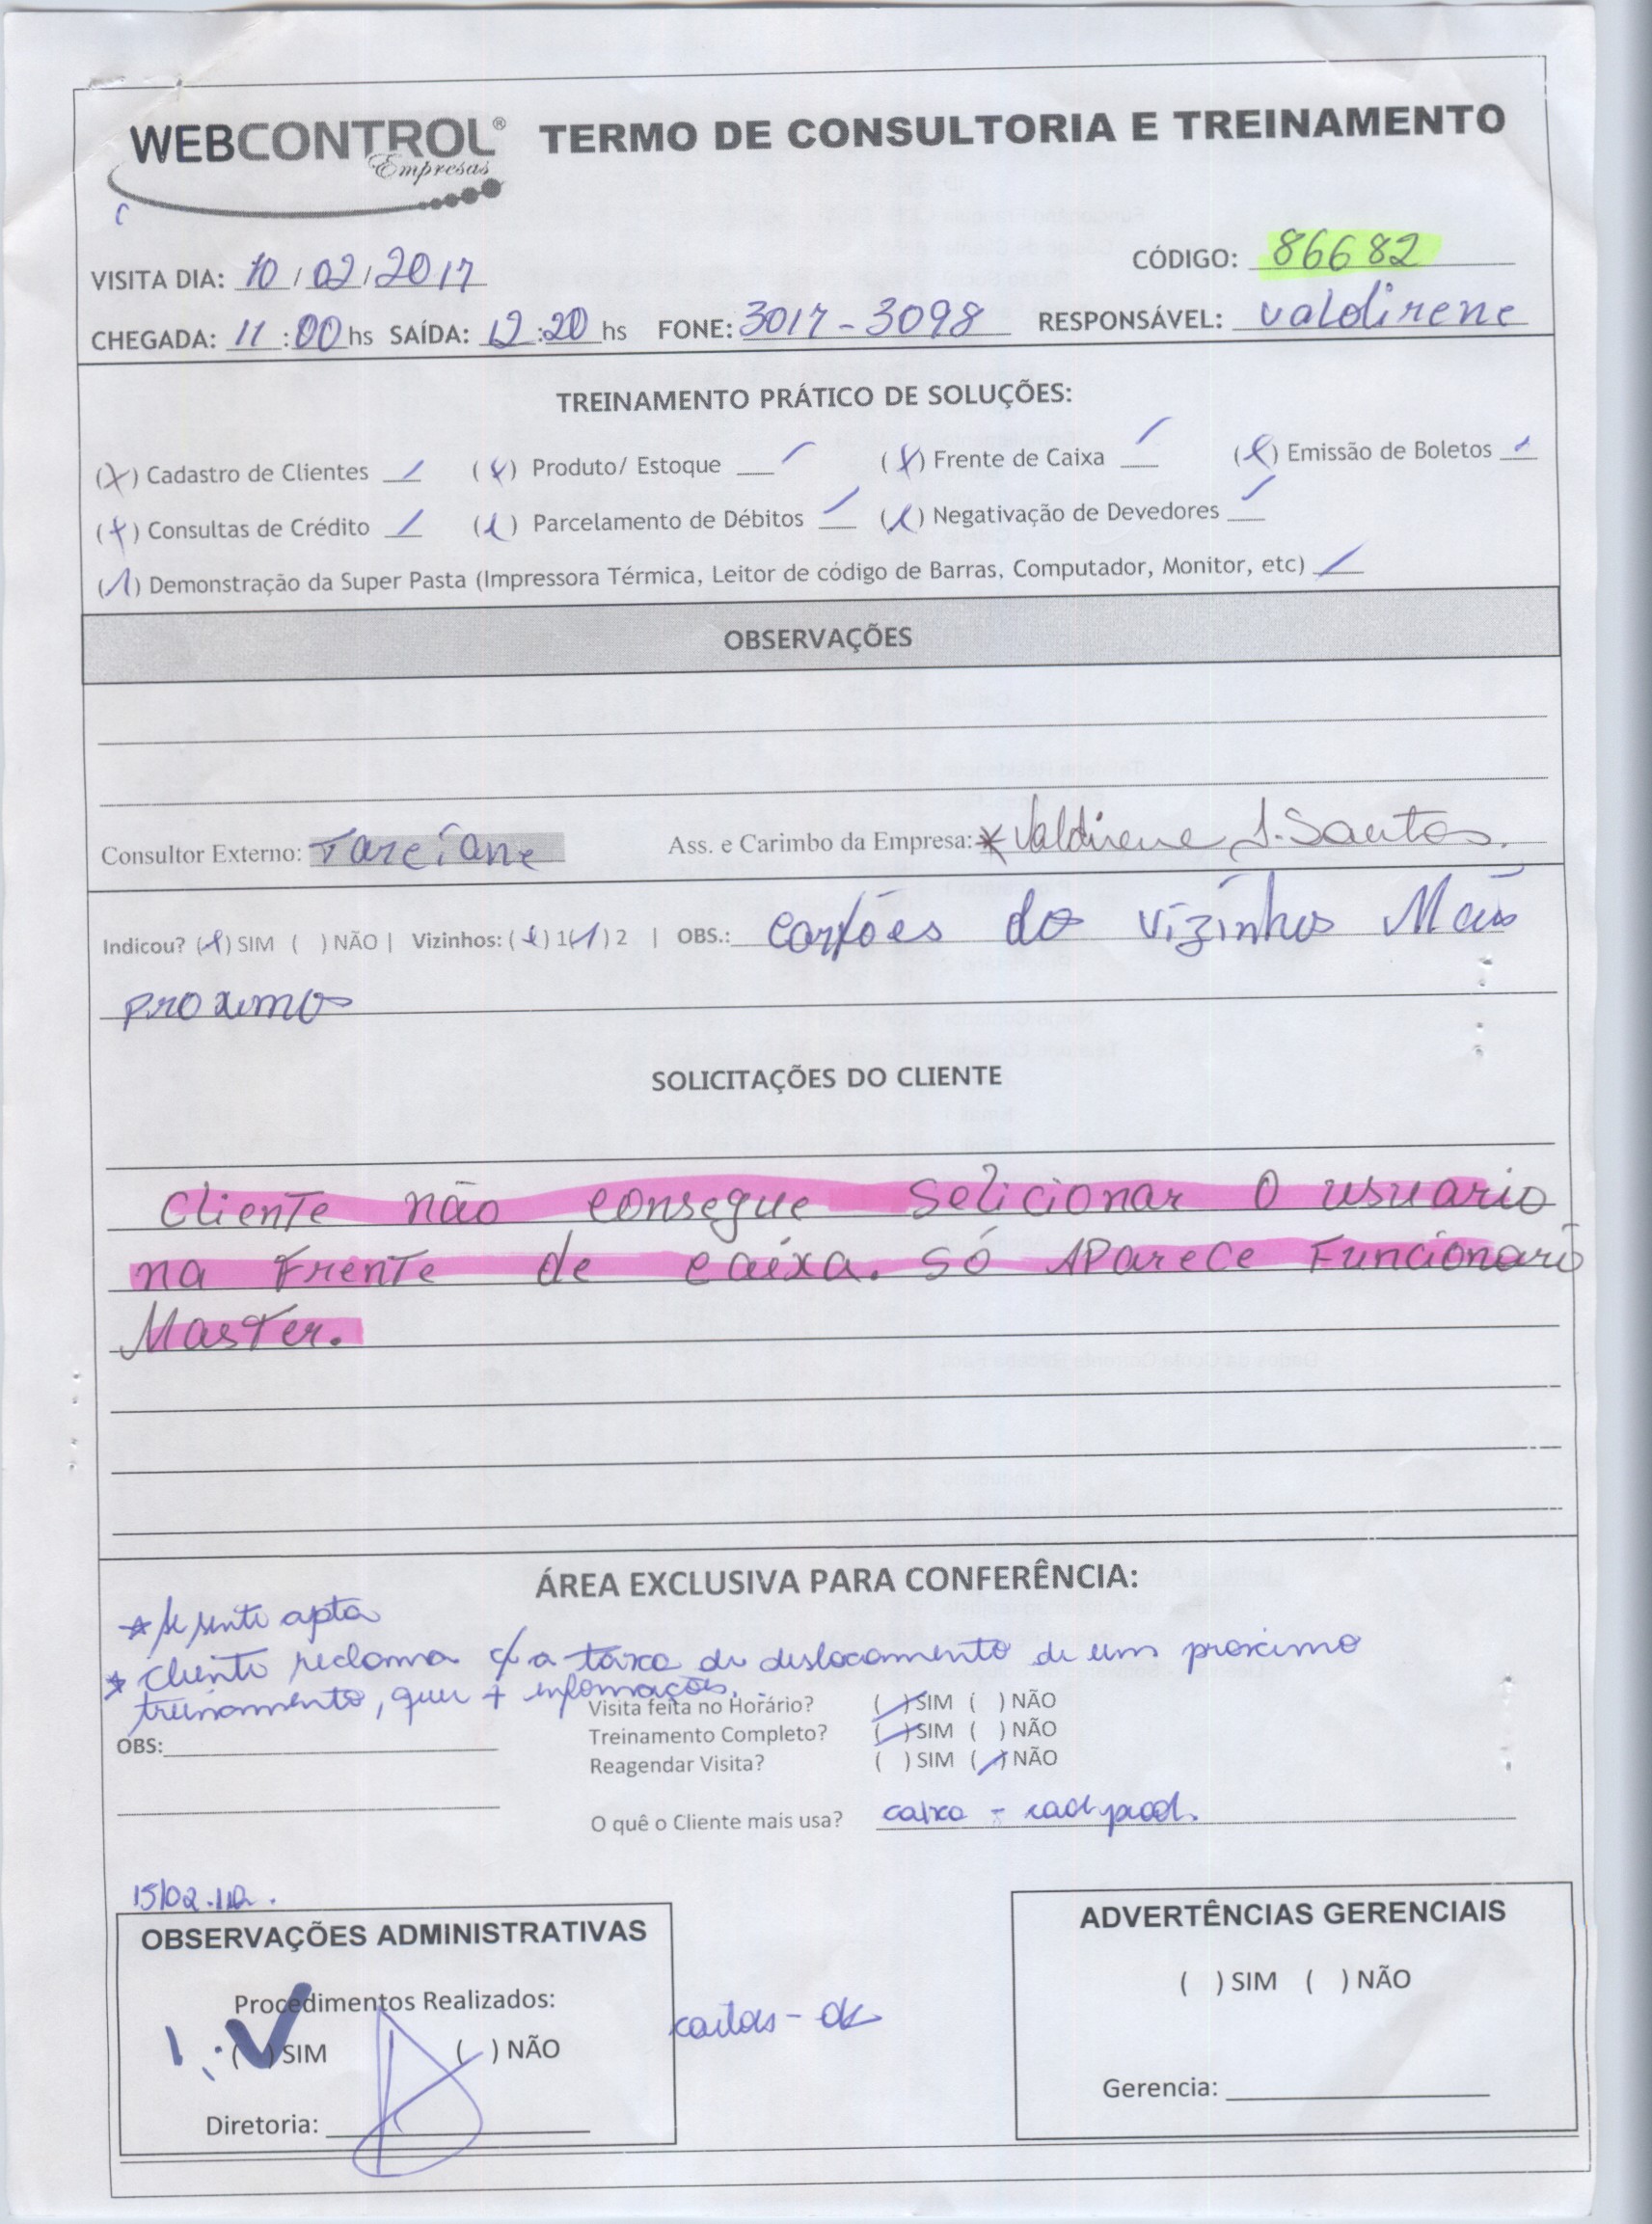 WEBCONTROL® Empresas TERMO DE CONSULTORIA E TREINAMENTO
CÓDIGO: 86682
VISITA DIA: 10/02/2017
CHEGADA: 11:00 hs SAÍDA: 12:20 hs FONE: 3017-3098 RESPONSÁVEL: valdirene
TREINAMENTO PRÁTICO DE SOLUÇÕES:
(X) Cadastro de Clientes (X) Produto/ Estoque (X) Frente de Caixa (X) Emissão de Boletos
(X) Consultas de Crédito (X) Parcelamento de Débitos (X) Negativação de Devedores
(X) Demonstração da Super Pasta (Impressora Térmica, Leitor de código de Barras, Computador, Monitor, etc)
OBSERVAÇÕES
Consultor Externo: Tarciane Ass. e Carimbo da Empresa: * Valdirene J. Santos.
Indicou? (X) SIM ( ) NÃO | Vizinhos: (X) 1 (X) 2 | OBS.: cartões do vizinhos Mais
proximos
SOLICITAÇÕES DO CLIENTE
Cliente não consegue selicionar o usuario
na Frente de caixa. só Aparece Funcionario
Master.
ÁREA EXCLUSIVA PARA CONFERÊNCIA:
* se sente apta
* cliente reclama c/ a taxa de deslocamento de um proximo
treinamento, quer + informações.
Visita feita no Horário? (/) SIM ( ) NÃO
Treinamento Completo? (/) SIM ( ) NÃO
OBS:
Reagendar Visita? ( ) SIM (/) NÃO
O quê o Cliente mais usa? caixa - cad prod.
15/02
OBSERVAÇÕES ADMINISTRATIVAS
Procedimentos Realizados:
(✓) SIM ( ) NÃO
Diretoria:
cartas - ok
ADVERTÊNCIAS GERENCIAIS
( ) SIM ( ) NÃO
Gerencia: